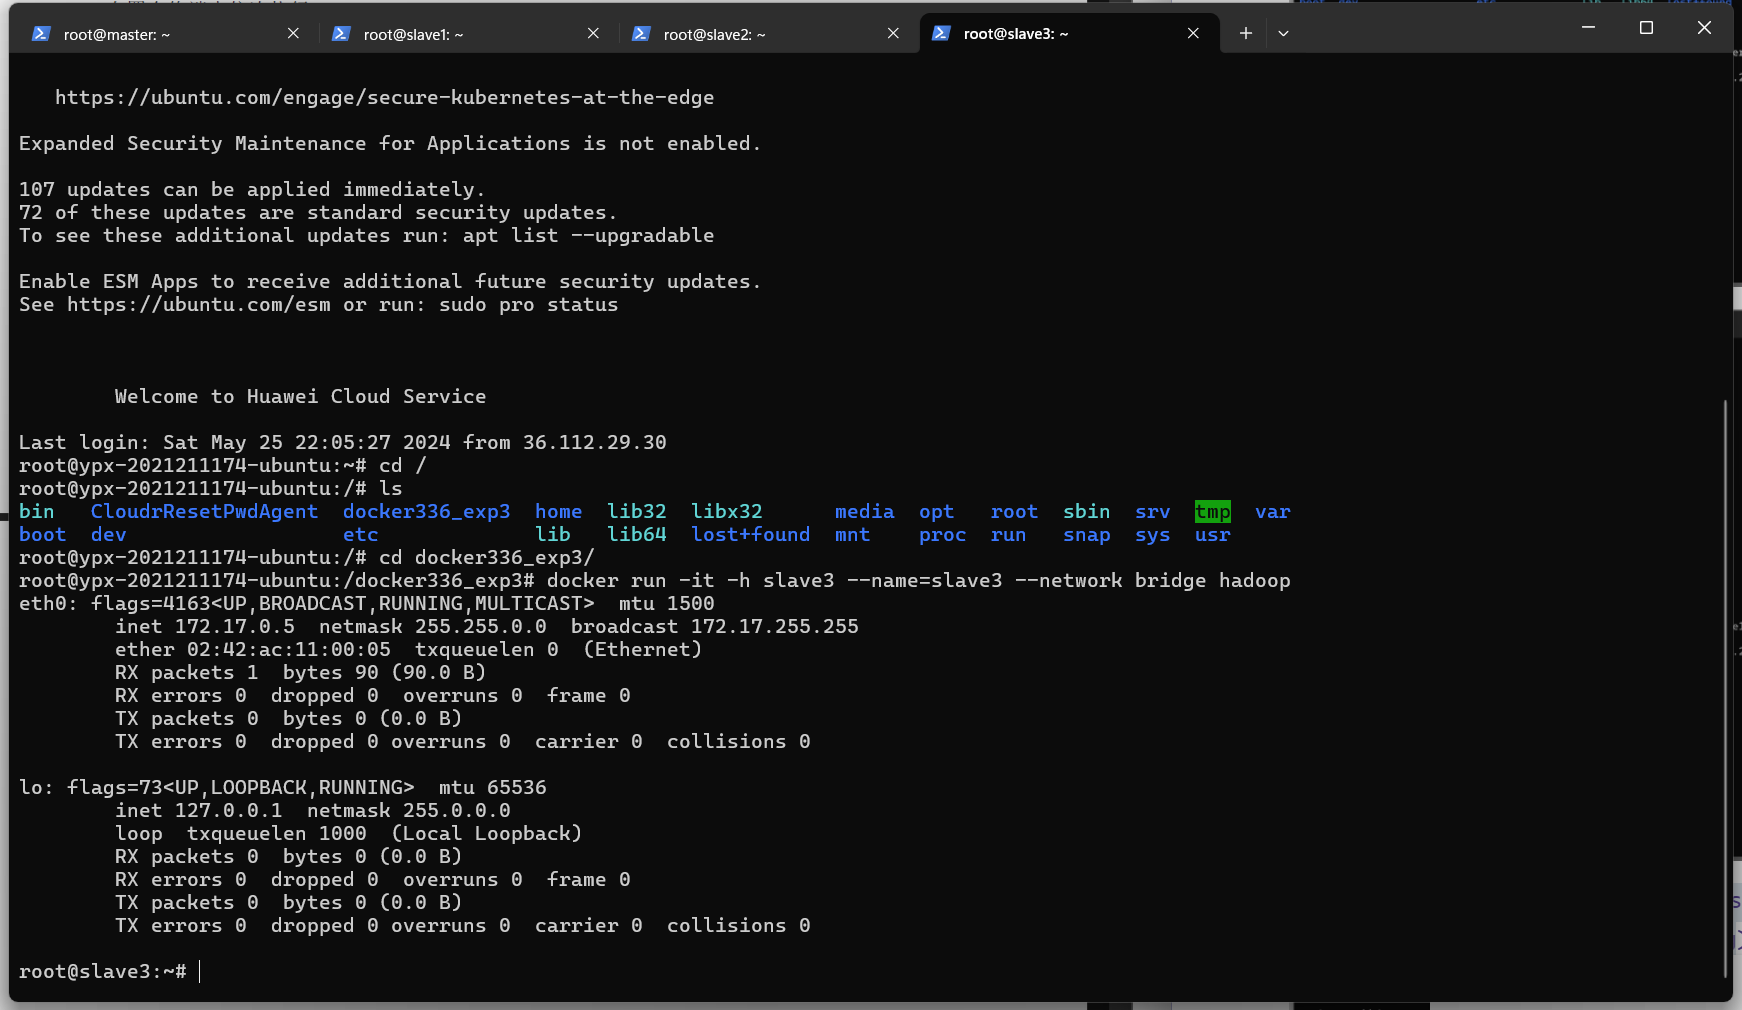 root@master: ~
root@slave1: ~
root@slave2: ~
root@slave3: ~
https://ubuntu.com/engage/secure-kubernetes-at-the-edge
Expanded Security Maintenance for Applications is not enabled.
107 updates can be applied immediately.
72 of these updates are standard security updates.
To see these additional updates run: apt list --upgradable
Enable ESM Apps to receive additional future security updates.
See https://ubuntu.com/esm or run: sudo pro status
Welcome to Huawei Cloud Service
Last login: Sat May 25 22:05:27 2024 from 36.112.29.30
root@ypx-2021211174-ubuntu:~# cd /
root@ypx-2021211174-ubuntu:/# ls
bin CloudrResetPwdAgent docker336_exp3 home lib32 libx32 media opt root sbin srv tmp var
boot dev etc lib lib64 lost+found mnt proc run snap sys usr
root@ypx-2021211174-ubuntu:/# cd docker336_exp3/
root@ypx-2021211174-ubuntu:/docker336_exp3# docker run -it -h slave3 --name=slave3 --network bridge hadoop
eth0: flags=4163<UP,BROADCAST,RUNNING,MULTICAST> mtu 1500
inet 172.17.0.5 netmask 255.255.0.0 broadcast 172.17.255.255
ether 02:42:ac:11:00:05 txqueuelen 0 (Ethernet)
RX packets 1 bytes 90 (90.0 B)
RX errors 0 dropped 0 overruns 0 frame 0
TX packets 0 bytes 0 (0.0 B)
TX errors 0 dropped 0 overruns 0 carrier 0 collisions 0
lo: flags=73<UP,LOOPBACK,RUNNING> mtu 65536
inet 127.0.0.1 netmask 255.0.0.0
loop txqueuelen 1000 (Local Loopback)
RX packets 0 bytes 0 (0.0 B)
RX errors 0 dropped 0 overruns 0 frame 0
TX packets 0 bytes 0 (0.0 B)
TX errors 0 dropped 0 overruns 0 carrier 0 collisions 0
root@slave3:~#